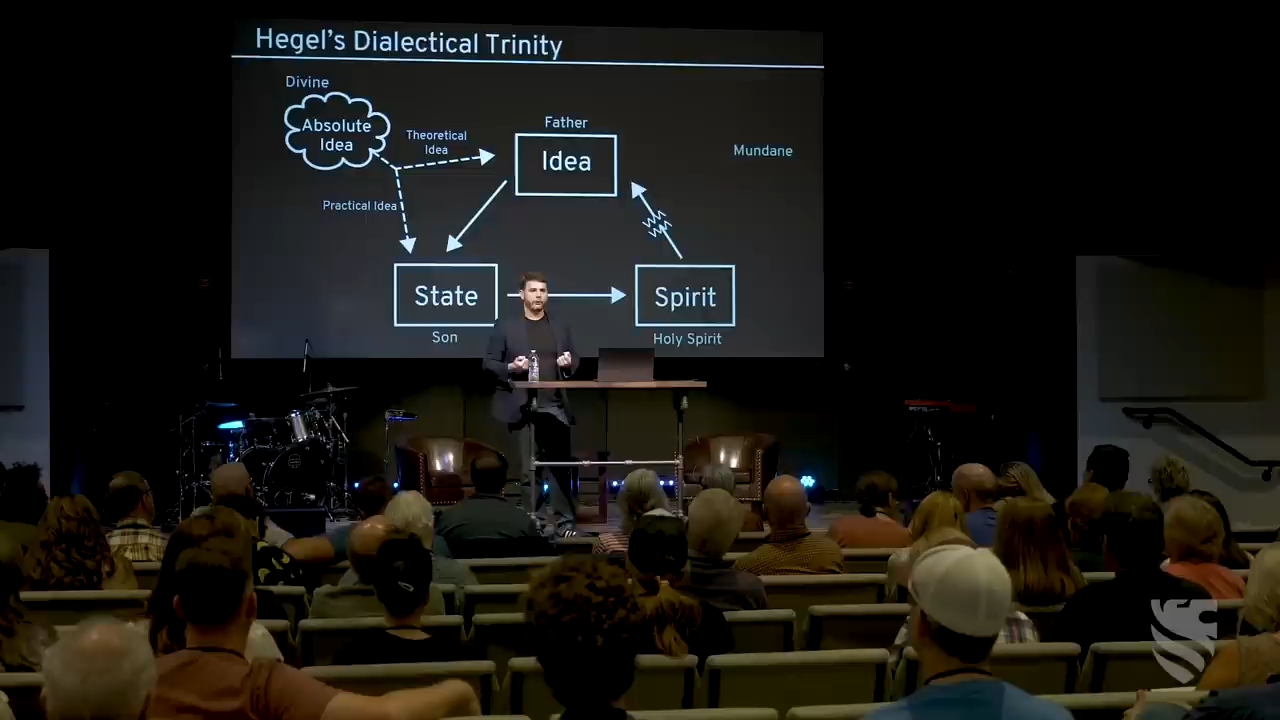 Hegel's Dialectical Trinity
Divine
Absolute
Idea
Theoretical
Idea
Father
Idea
Mundane
Practical Idea
State
Spirit
Son
Holy Spirit